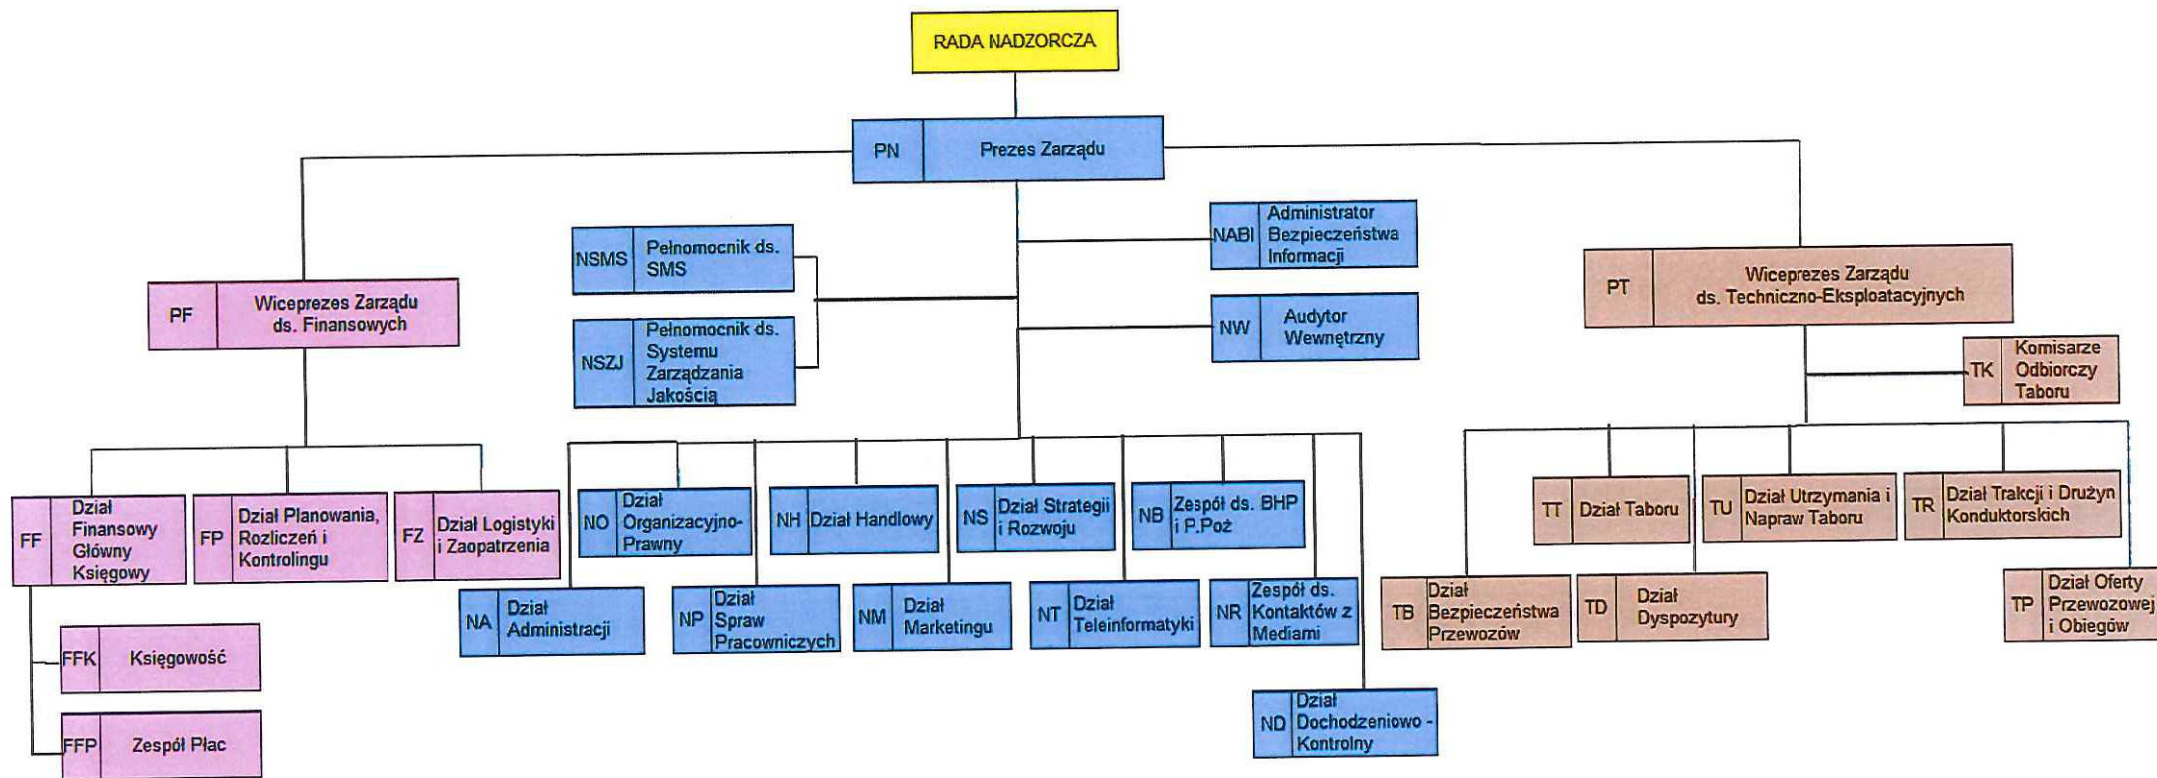 RADA NADZORCZA
PN Prezes Zarządu
NSMS Pełnomocnik ds.
SMS
NSZJ Pełnomocnik ds.
Systemu
Zarządzania
Jakością
NABI Administrator
Bezpieczeństwa
Informacji
NW Audytor
Wewnętrzny
PF Wiceprezes Zarządu
ds. Finansowych
PT Wiceprezes Zarządu
ds. Techniczno-Eksploatacyjnych
TK Komisarze
Odbiorczy
Taboru
FF Dział
Finansowy
Główny
Księgowy
FP Dział Planowania,
Rozliczeń i
Kontrolingu
FZ Dział Logistyki
i Zaopatrzenia
FFK Księgowość
FFP Zespół Płac
NO Dział
Organizacyjno-
Prawny
NH Dział Handlowy
NS Dział Strategii
i Rozwoju
NB Zespół ds. BHP
i P.Poż
NA Dział
Administracji
NP Dział
Spraw
Pracowniczych
NM Dział
Marketingu
NT Dział
Teleinformatyki
NR Zespół ds.
Kontaktów z
Mediami
ND Dział
Dochodzeniowo -
Kontrolny
TT Dział Taboru
TU Dział Utrzymania i
Napraw Taboru
TR Dział Trakcji i Drużyn
Konduktorskich
TB Dział
Bezpieczeństwa
Przewozów
TD Dział
Dyspozytury
TP Dział Oferty
Przewozowej
i Obiegów